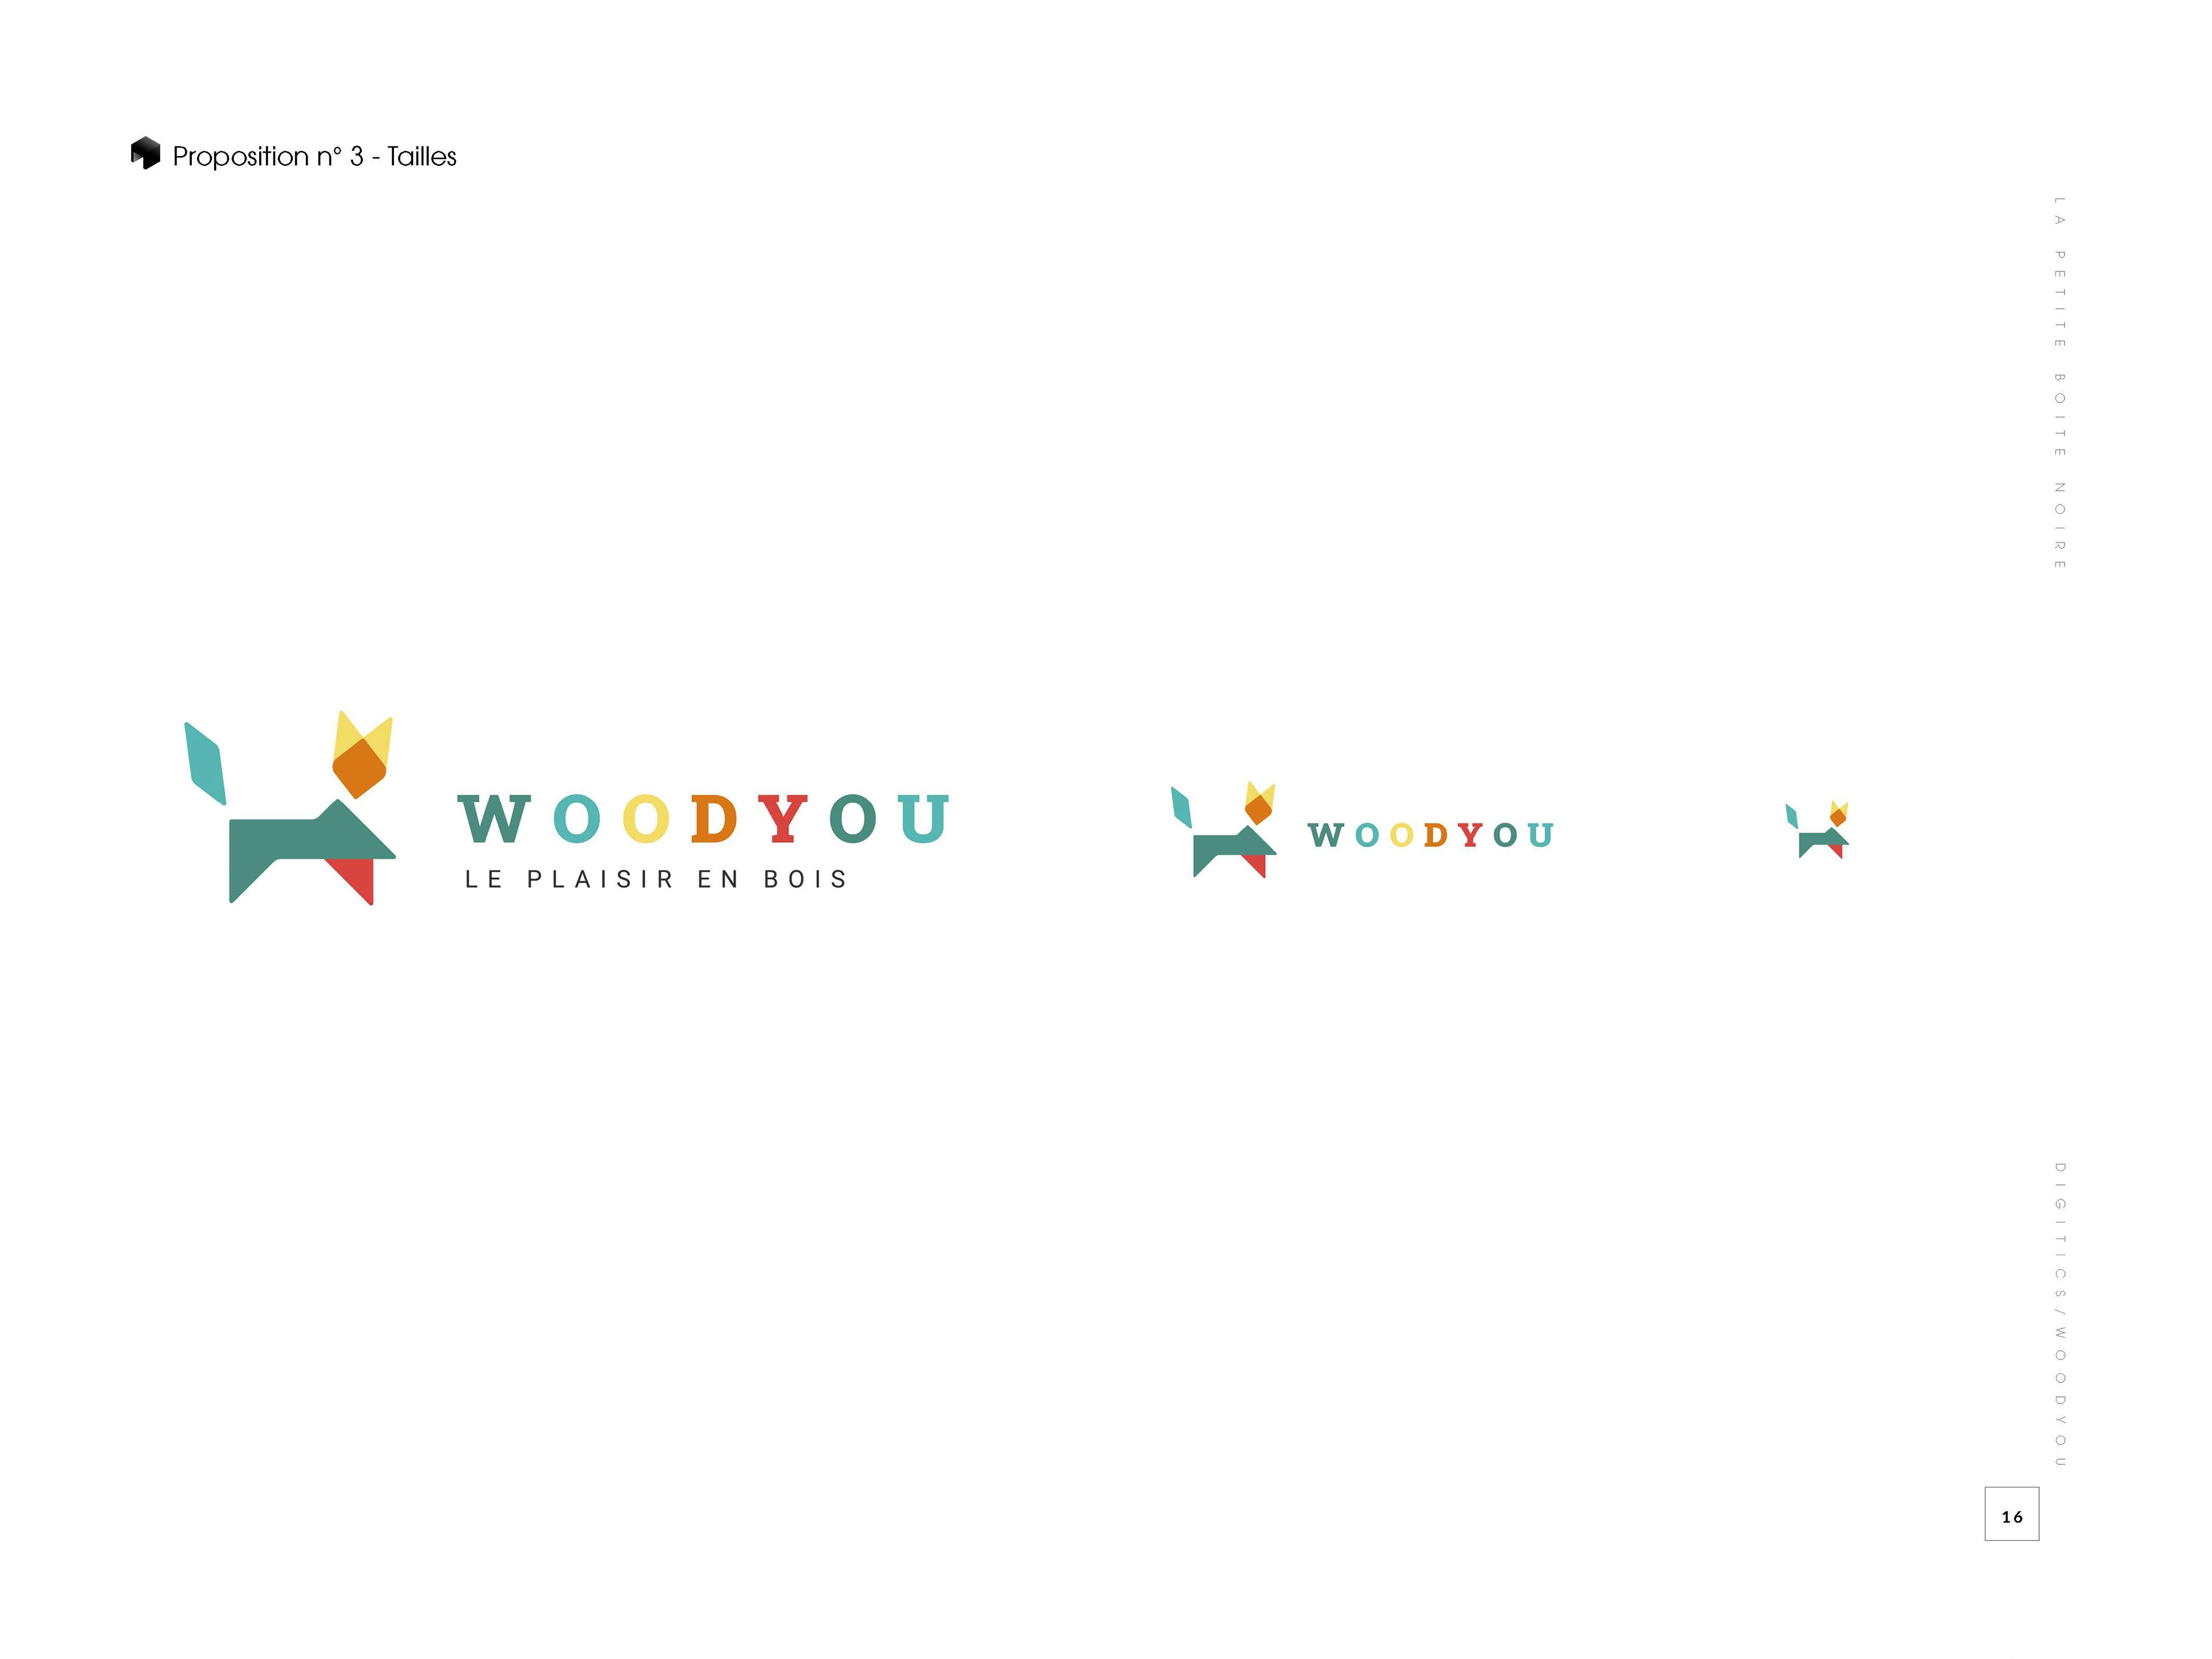 Proposition n° 3 - Tailles
LA PETITE BOITE NOIRE
WOODYOU
LE PLAISIR EN BOIS
WOODYOU
DIGITICS/WOODYOU
16